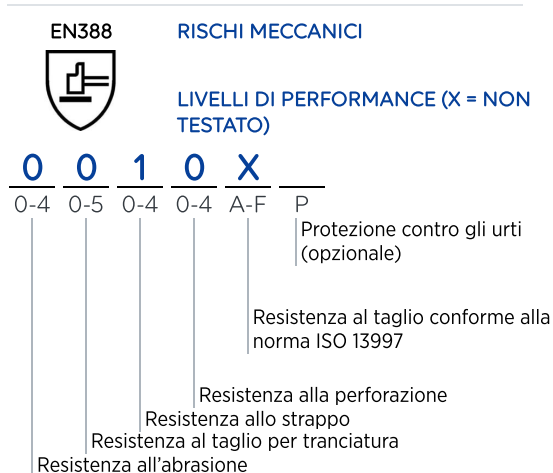 EN388
RISCHI MECCANICI
LIVELLI DI PERFORMANCE (X = NON
TESTATO)
0 0 1 0 X
0-4 0-5 0-4 0-4 A-F P
Protezione contro gli urti
(opzionale)
Resistenza al taglio conforme alla
norma ISO 13997
Resistenza alla perforazione
Resistenza allo strappo
Resistenza al taglio per tranciatura
Resistenza all'abrasione